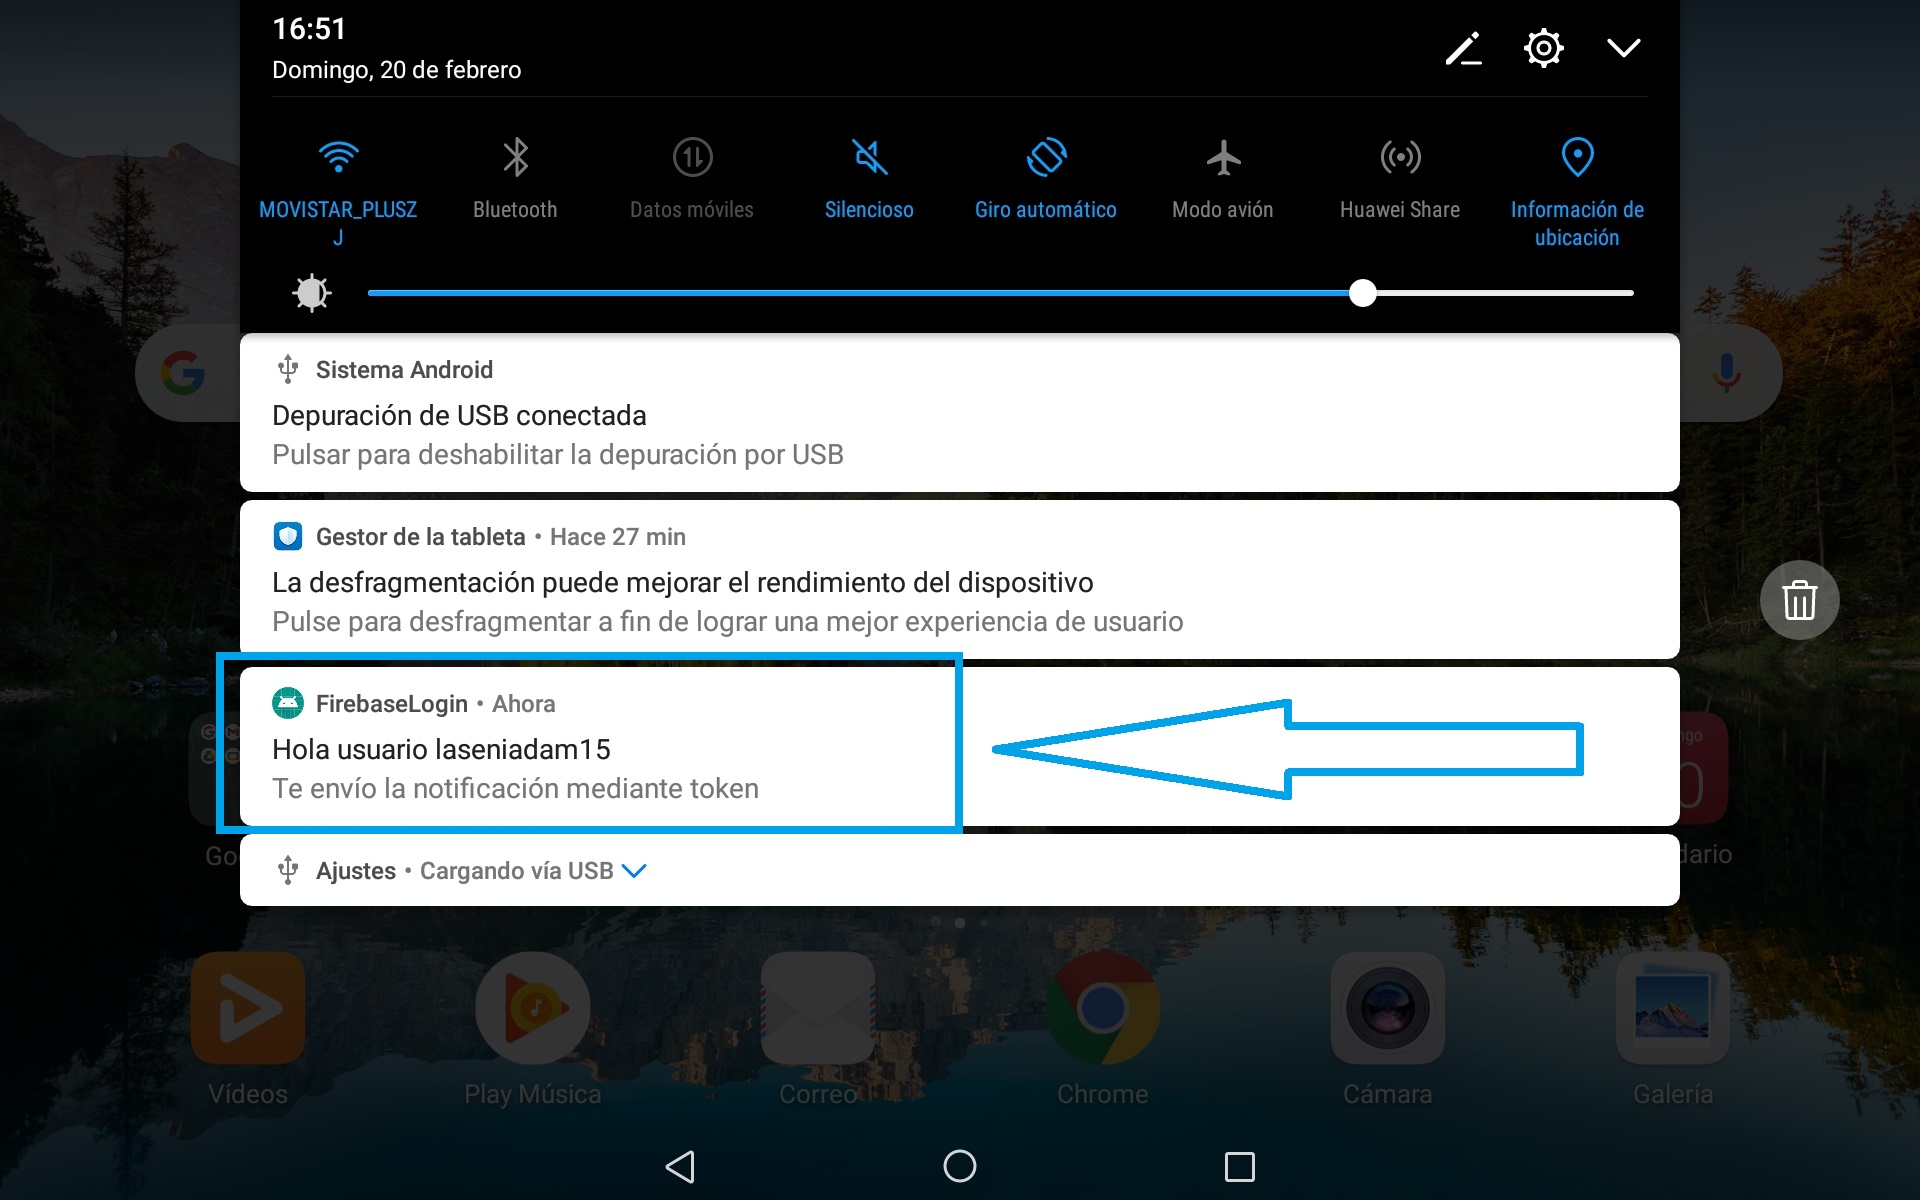 16:51
Domingo, 20 de febrero
MOVISTAR_PLUSZ
J
Bluetooth
Datos móviles
Silencioso
Giro automático
Modo avión
Huawei Share
Información de
ubicación
Sistema Android
Depuración de USB conectada
Pulsar para deshabilitar la depuración por USB
Gestor de la tableta • Hace 27 min
La desfragmentación puede mejorar el rendimiento del dispositivo
Pulse para desfragmentar a fin de lograr una mejor experiencia de usuario
FirebaseLogin • Ahora
Hola usuario laseniadam15
Te envío la notificación mediante token
Ajustes • Cargando vía USB
Vídeos
Play Música
Correo
Chrome
Cámara
Galería